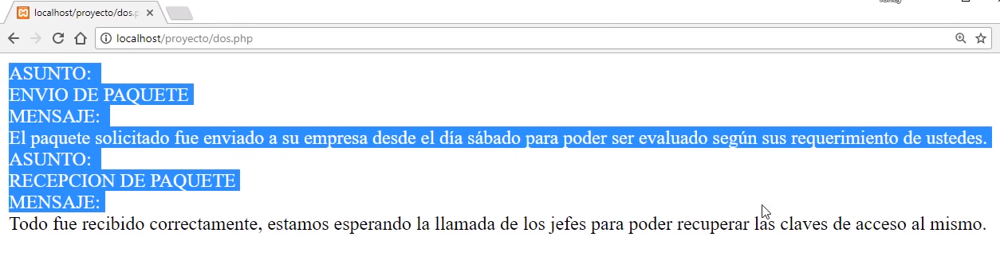 localhost/proyecto/dos.p
localhost/proyecto/dos.php
ASUNTO:
ENVIO DE PAQUETE
MENSAJE:
El paquete solicitado fue enviado a su empresa desde el día sábado para poder ser evaluado según sus requerimiento de ustedes.
ASUNTO:
RECEPCION DE PAQUETE
MENSAJE:
Todo fue recibido correctamente, estamos esperando la llamada de los jefes para poder recuperar las claves de acceso al mismo.